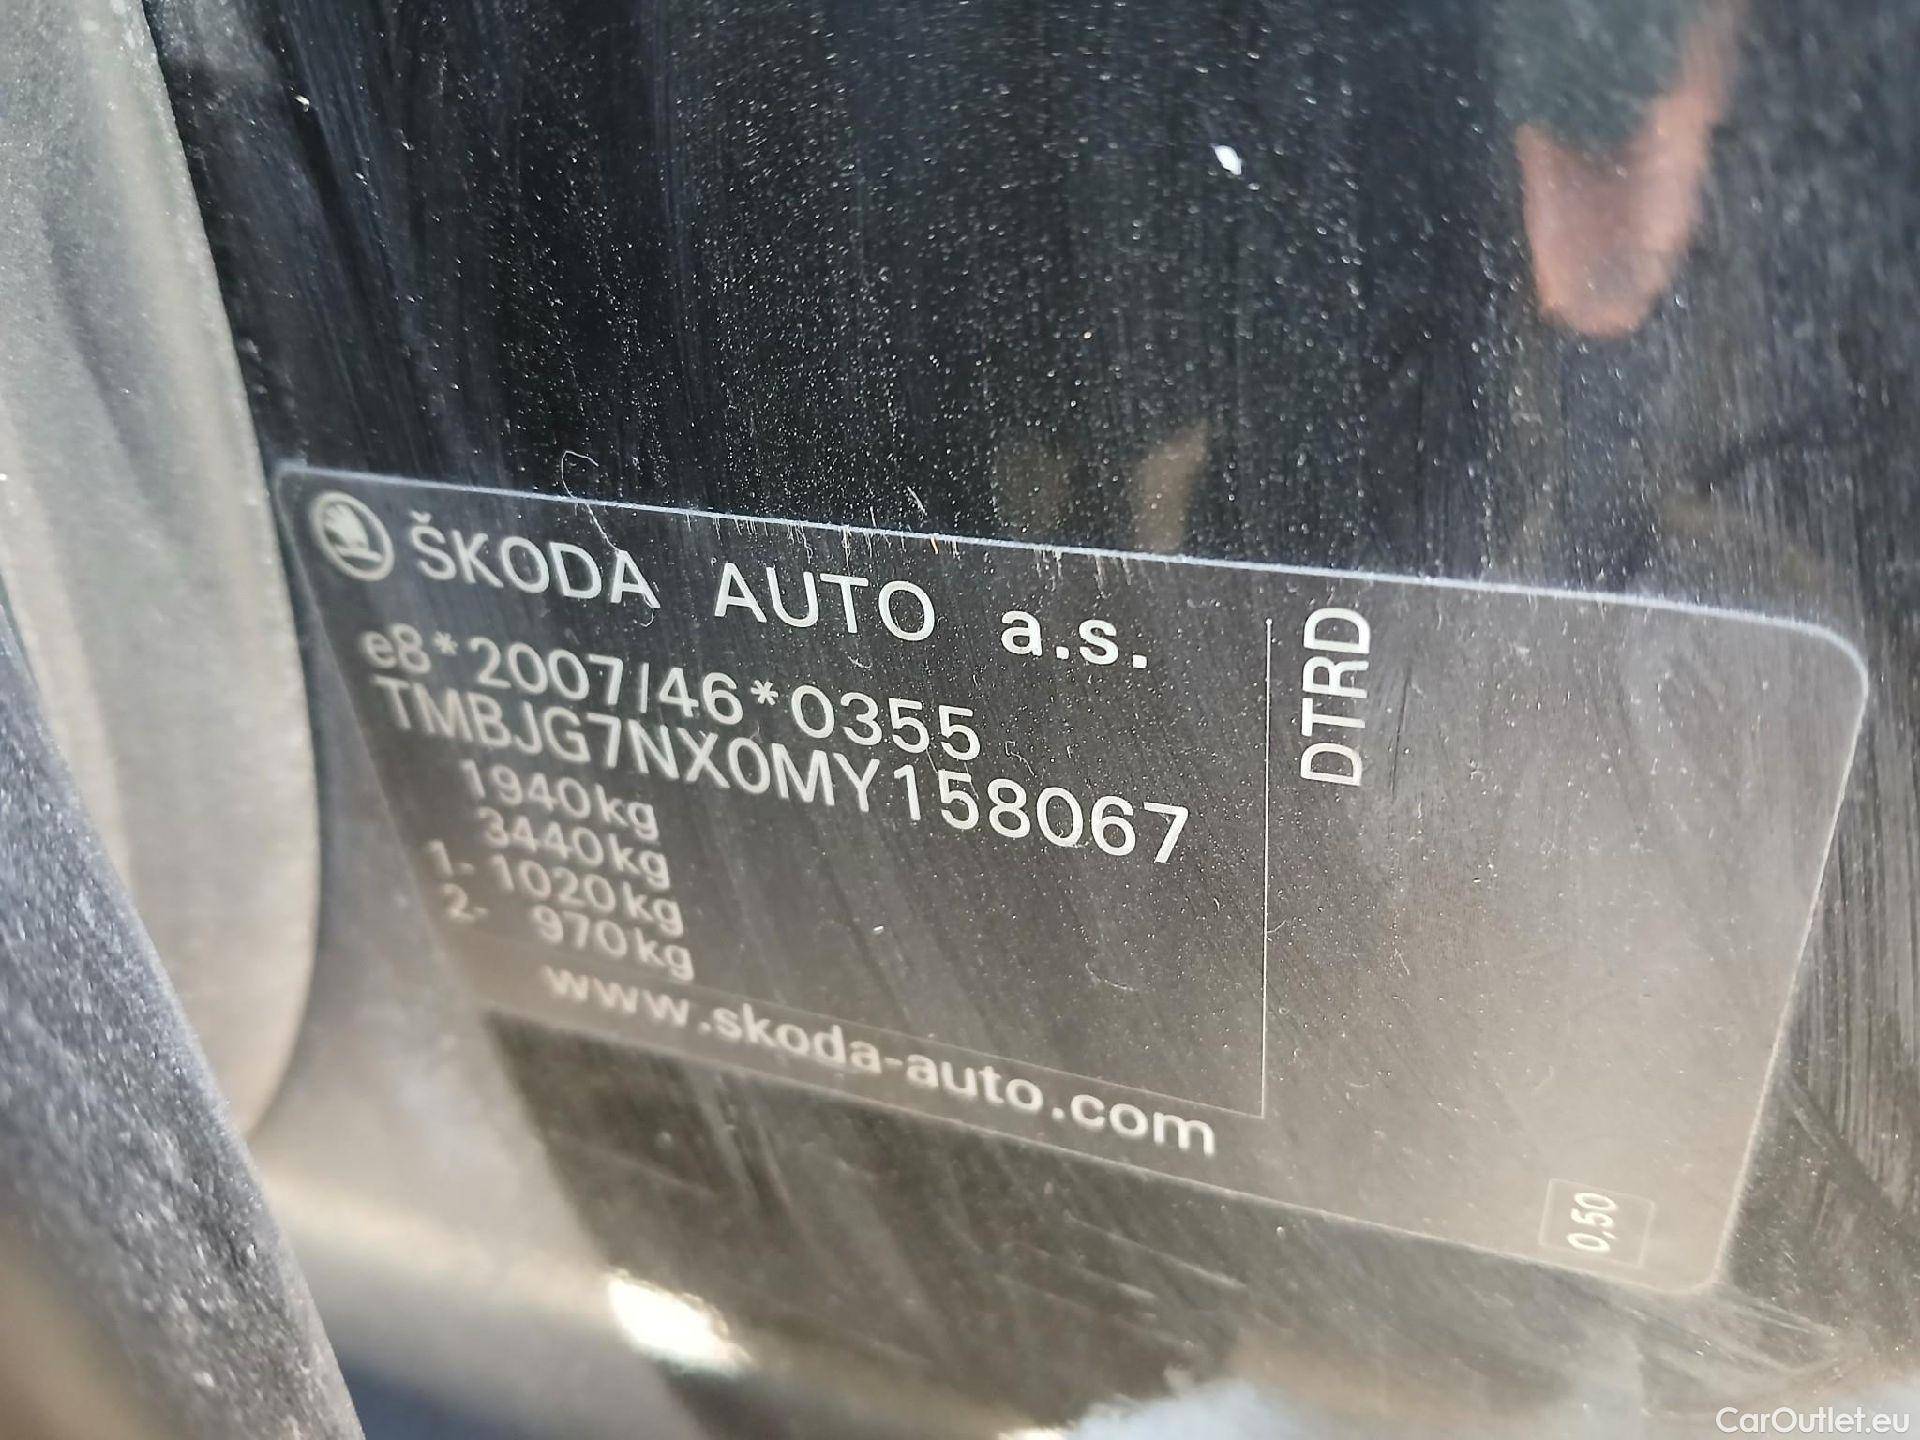 ŠKODA AUTO a.s.
e8*2007/46*0355
TMBJG7NX0MY158067
1940kg
3440kg
1- 1020kg
2- 970kg
www.skoda-auto.com
DTRD
0,50
CarOutlet.eu